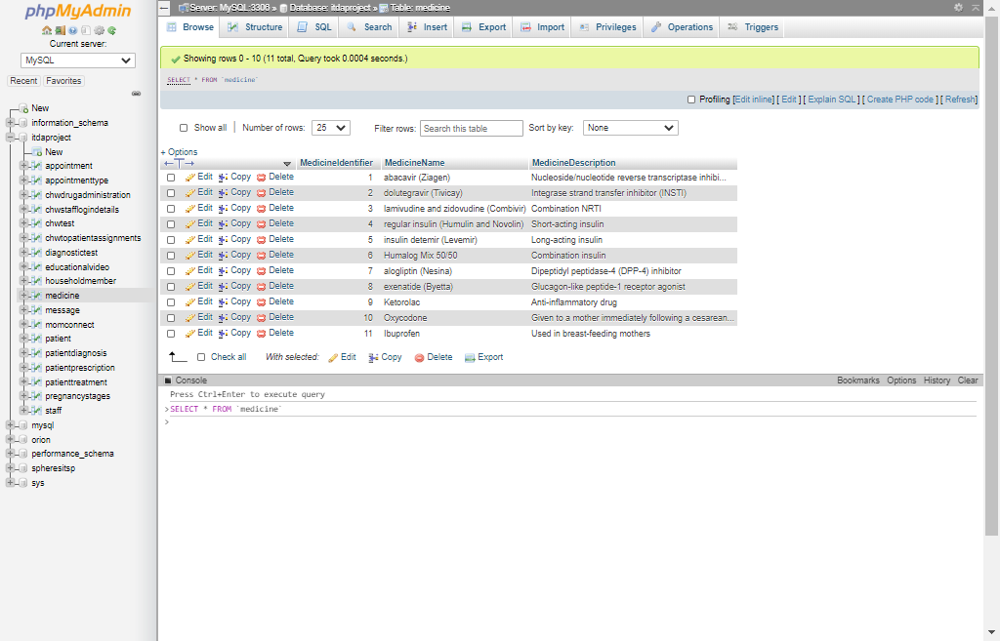 phpMyAdmin
Current server:
MySQL
Recent Favorites
New
information_schema
itdaproject
New
appointment
appointmenttype
chwdrugadministration
chwstafflogindetails
chwtest
chwtopatientassignments
diagnostictest
educationalvideo
householdmember
medicine
message
momconnect
patient
patientdiagnosis
patientprescription
patienttreatment
pregnancystages
staff
mysql
orion
performance_schema
spheresitsp
sys
Server: MySQL:3308 » Database: itdaproject » Table: medicine
Browse Structure SQL Search Insert Export Import Privileges Operations Triggers
Showing rows 0 - 10 (11 total, Query took 0.0004 seconds.)
SELECT * FROM `medicine`
Profiling [Edit inline] [ Edit ] [ Explain SQL ] [ Create PHP code ] [ Refresh]
Show all | Number of rows: 25 Filter rows: Search this table Sort by key: None
+ Options
←T→ MedicineIdentifier MedicineName MedicineDescription
Edit Copy Delete 1 abacavir (Ziagen) Nucleoside/nucleotide reverse transcriptase inhibi...
Edit Copy Delete 2 dolutegravir (Tivicay) Integrase strand transfer inhibitor (INSTI)
Edit Copy Delete 3 lamivudine and zidovudine (Combivir) Combination NRTI
Edit Copy Delete 4 regular insulin (Humulin and Novolin) Short-acting insulin
Edit Copy Delete 5 insulin detemir (Levemir) Long-acting insulin
Edit Copy Delete 6 Humalog Mix 50/50 Combination insulin
Edit Copy Delete 7 alogliptin (Nesina) Dipeptidyl peptidase-4 (DPP-4) inhibitor
Edit Copy Delete 8 exenatide (Byetta) Glucagon-like peptide-1 receptor agonist
Edit Copy Delete 9 Ketorolac Anti-inflammatory drug
Edit Copy Delete 10 Oxycodone Given to a mother immediately following a cesarean...
Edit Copy Delete 11 Ibuprofen Used in breast-feeding mothers
Check all With selected: Edit Copy Delete Export
Console Bookmarks Options History Clear
Press Ctrl+Enter to execute query
>SELECT * FROM `medicine`
>